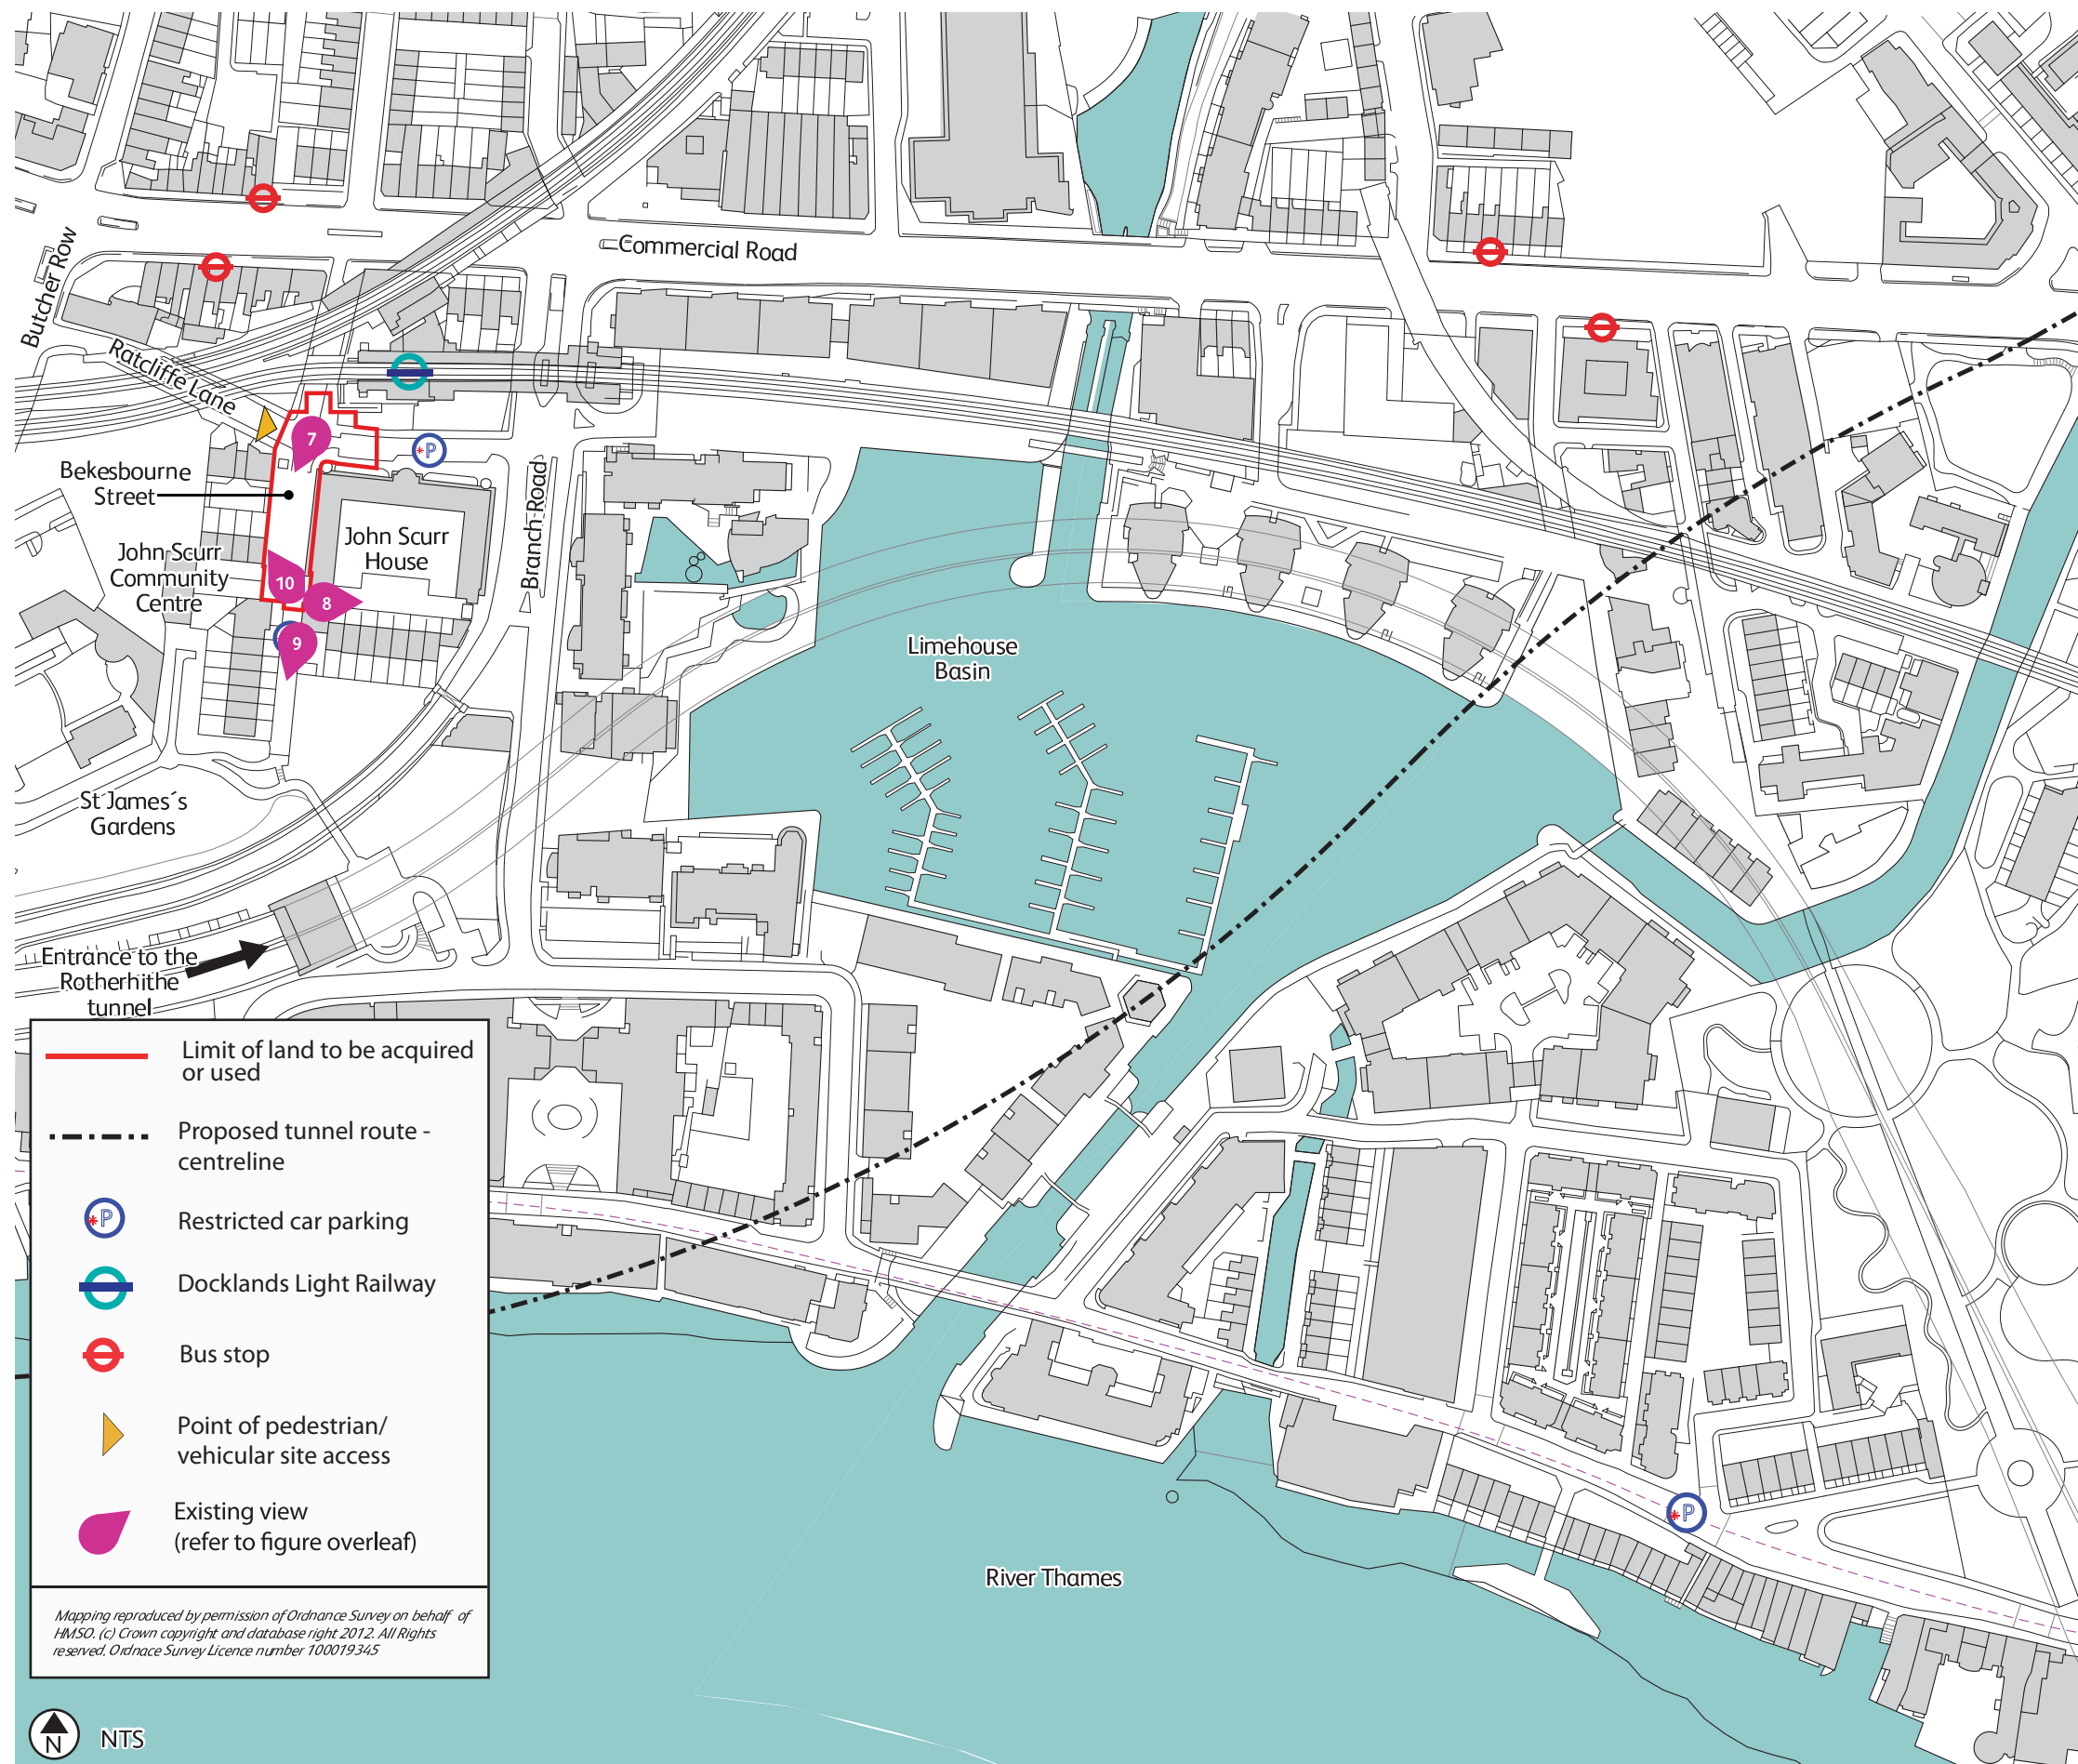 Commercial Road
Butcher Row
Ratcliffe Lane
7
P
Bekesbourne
Street
Branch Road
John Scurr
House
John Scurr
Community
Centre
10
8
9
Limehouse
Basin
St James´s
Gardens
Entrance to the
Rotherhithe
tunnel
Limit of land to be acquired
or used
Proposed tunnel route -
centreline
P
Restricted car parking
Docklands Light Railway
Bus stop
Point of pedestrian/
vehicular site access
Existing view
(refer to figure overleaf)
Mapping reproduced by permission of Ordnance Survey on behalf of
HMSO. (c) Crown copyright and database right 2012. All Rights
reserved. Ordnace Survey Licence number 100019345
P
River Thames
N
NTS